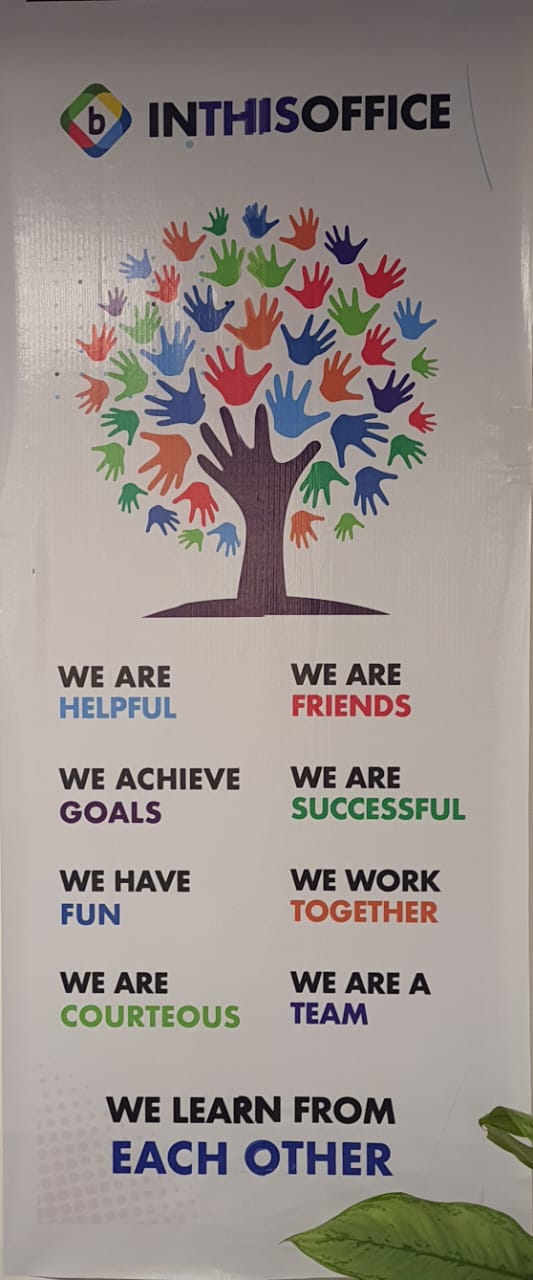 b INTHISOFFICE
WE ARE
HELPFUL
WE ARE
FRIENDS
WE ACHIEVE
GOALS
WE ARE
SUCCESSFUL
WE HAVE
FUN
WE WORK
TOGETHER
WE ARE
COURTEOUS
WE ARE A
TEAM
WE LEARN FROM
EACH OTHER